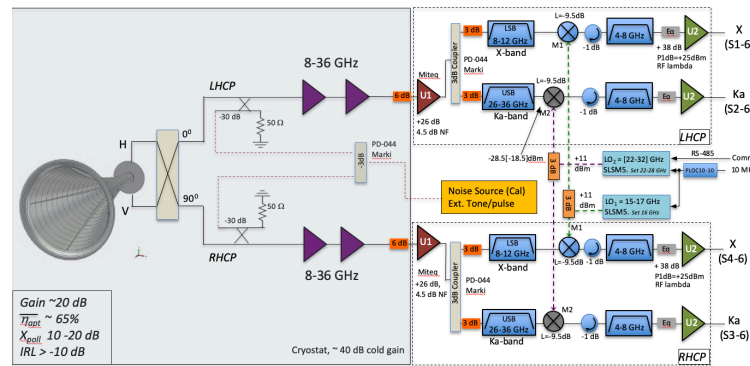 LSB
8-12 GHz
X-band
3 dB
L=-9.5dB
M1
-1 dB
4-8 GHz
Eq
U2
+ 38 dB
P1dB=+25dBm
RF lambda
X
(S1-6
8-36 GHz
LHCP
-30 dB
50 Ω
6 dB
Miteq
U1
+26 dB
4.5 dB NF
3dB Coupler
PD-044
Marki
3 dB
USB
26-36 GHz
Ka-band
L=-9.5dB
M2
-1 dB
4-8 GHz
Eq
U2
Ka
(S2-6
LHCP
-28.5[-18.5]dBm
H
V
0⁰
90⁰
-3dB
PD-044
Marki
Noise Source (Cal)
Ext. Tone/pulse
3 dB
+11
dBm
LO₂ = [22-32] GHz
SLSM5. Set 22-28 GHz
RS-485
Comm
PLOC10-10
10 MH
3 dB
+11
dBm
LO₁ = 15-17 GHz
SLSM5. Set 16 GHz
50 Ω
-30 dB
RHCP
8-36 GHz
6 dB
U1
Miteq
+26 dB,
4.5 dB NF
3dB Coupler
PD-044
Marki
3 dB
LSB
8-12 GHz
X-band
M1
L=-9.5dB
-1 dB
4-8 GHz
Eq
U2
+ 38 dB
P1dB=+25dBm
RF lambda
X
(S4-6)
3 dB
USB
26-36 GHz
Ka-band
M2
L=-9.5dB
-1 dB
4-8 GHz
Eq
U2
Ka
(S3-6)
RHCP
Gain ~20 dB
η̅apt ~ 65%
Xpoll 10 -20 dB
IRL > -10 dB
Cryostat, ~ 40 dB cold gain